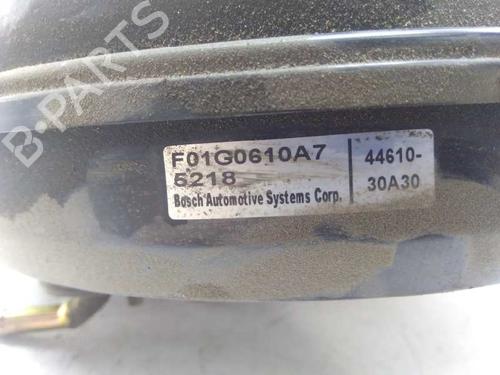 B-PARTS
F01G0610A7
5218
Bosch Automotive Systems Corp.
44610-
30A30